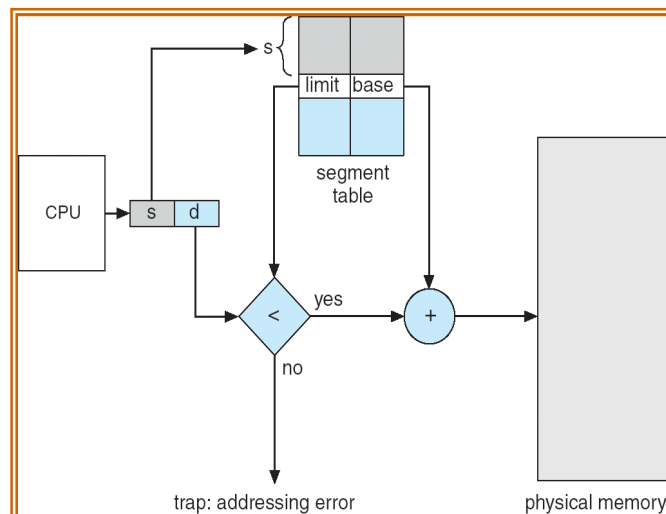 s
limit base
segment
table
CPU
s d
<
yes
+
no
trap: addressing error
physical memory